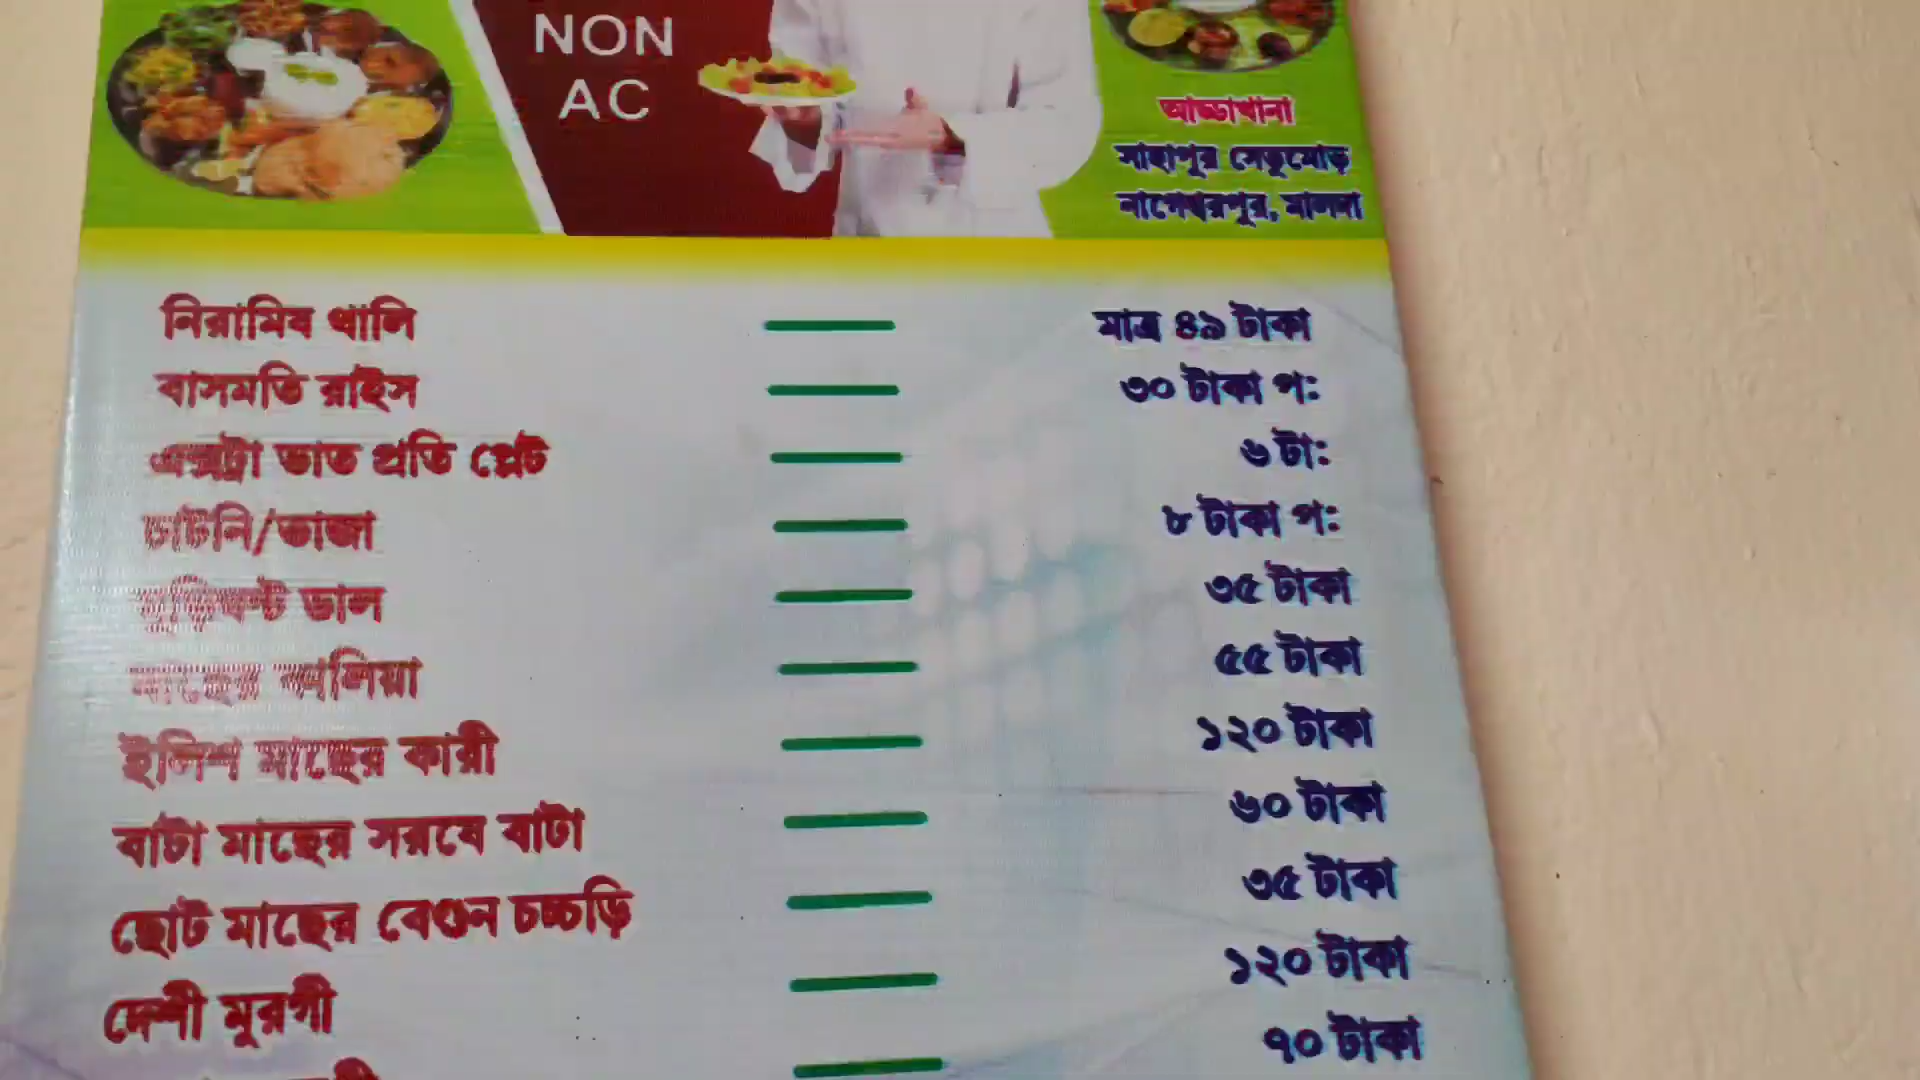 NON
AC
আড্ডাখানা
সাহাপুর সেতুমোড়
নাগেশ্বরপুর, মালদা
নিরামিষ থালি — মাত্র ৪৯ টাকা
বাসমতি রাইস — ৩০ টাকা প:
এক্সট্রা ভাত প্রতি প্লেট — ৬ টা:
চাটনি/ভাজা — ৮ টাকা প:
মুড়িঘন্ট ডাল — ৩৫ টাকা
মাছের কালিয়া — ৫৫ টাকা
ইলিশ মাছের কারী — ১২০ টাকা
বাটা মাছের সরষে বাটা — ৬০ টাকা
ছোট মাছের বেগুন চচ্চড়ি — ৩৫ টাকা
দেশী মুরগী — ১২০ টাকা
৭০ টাকা